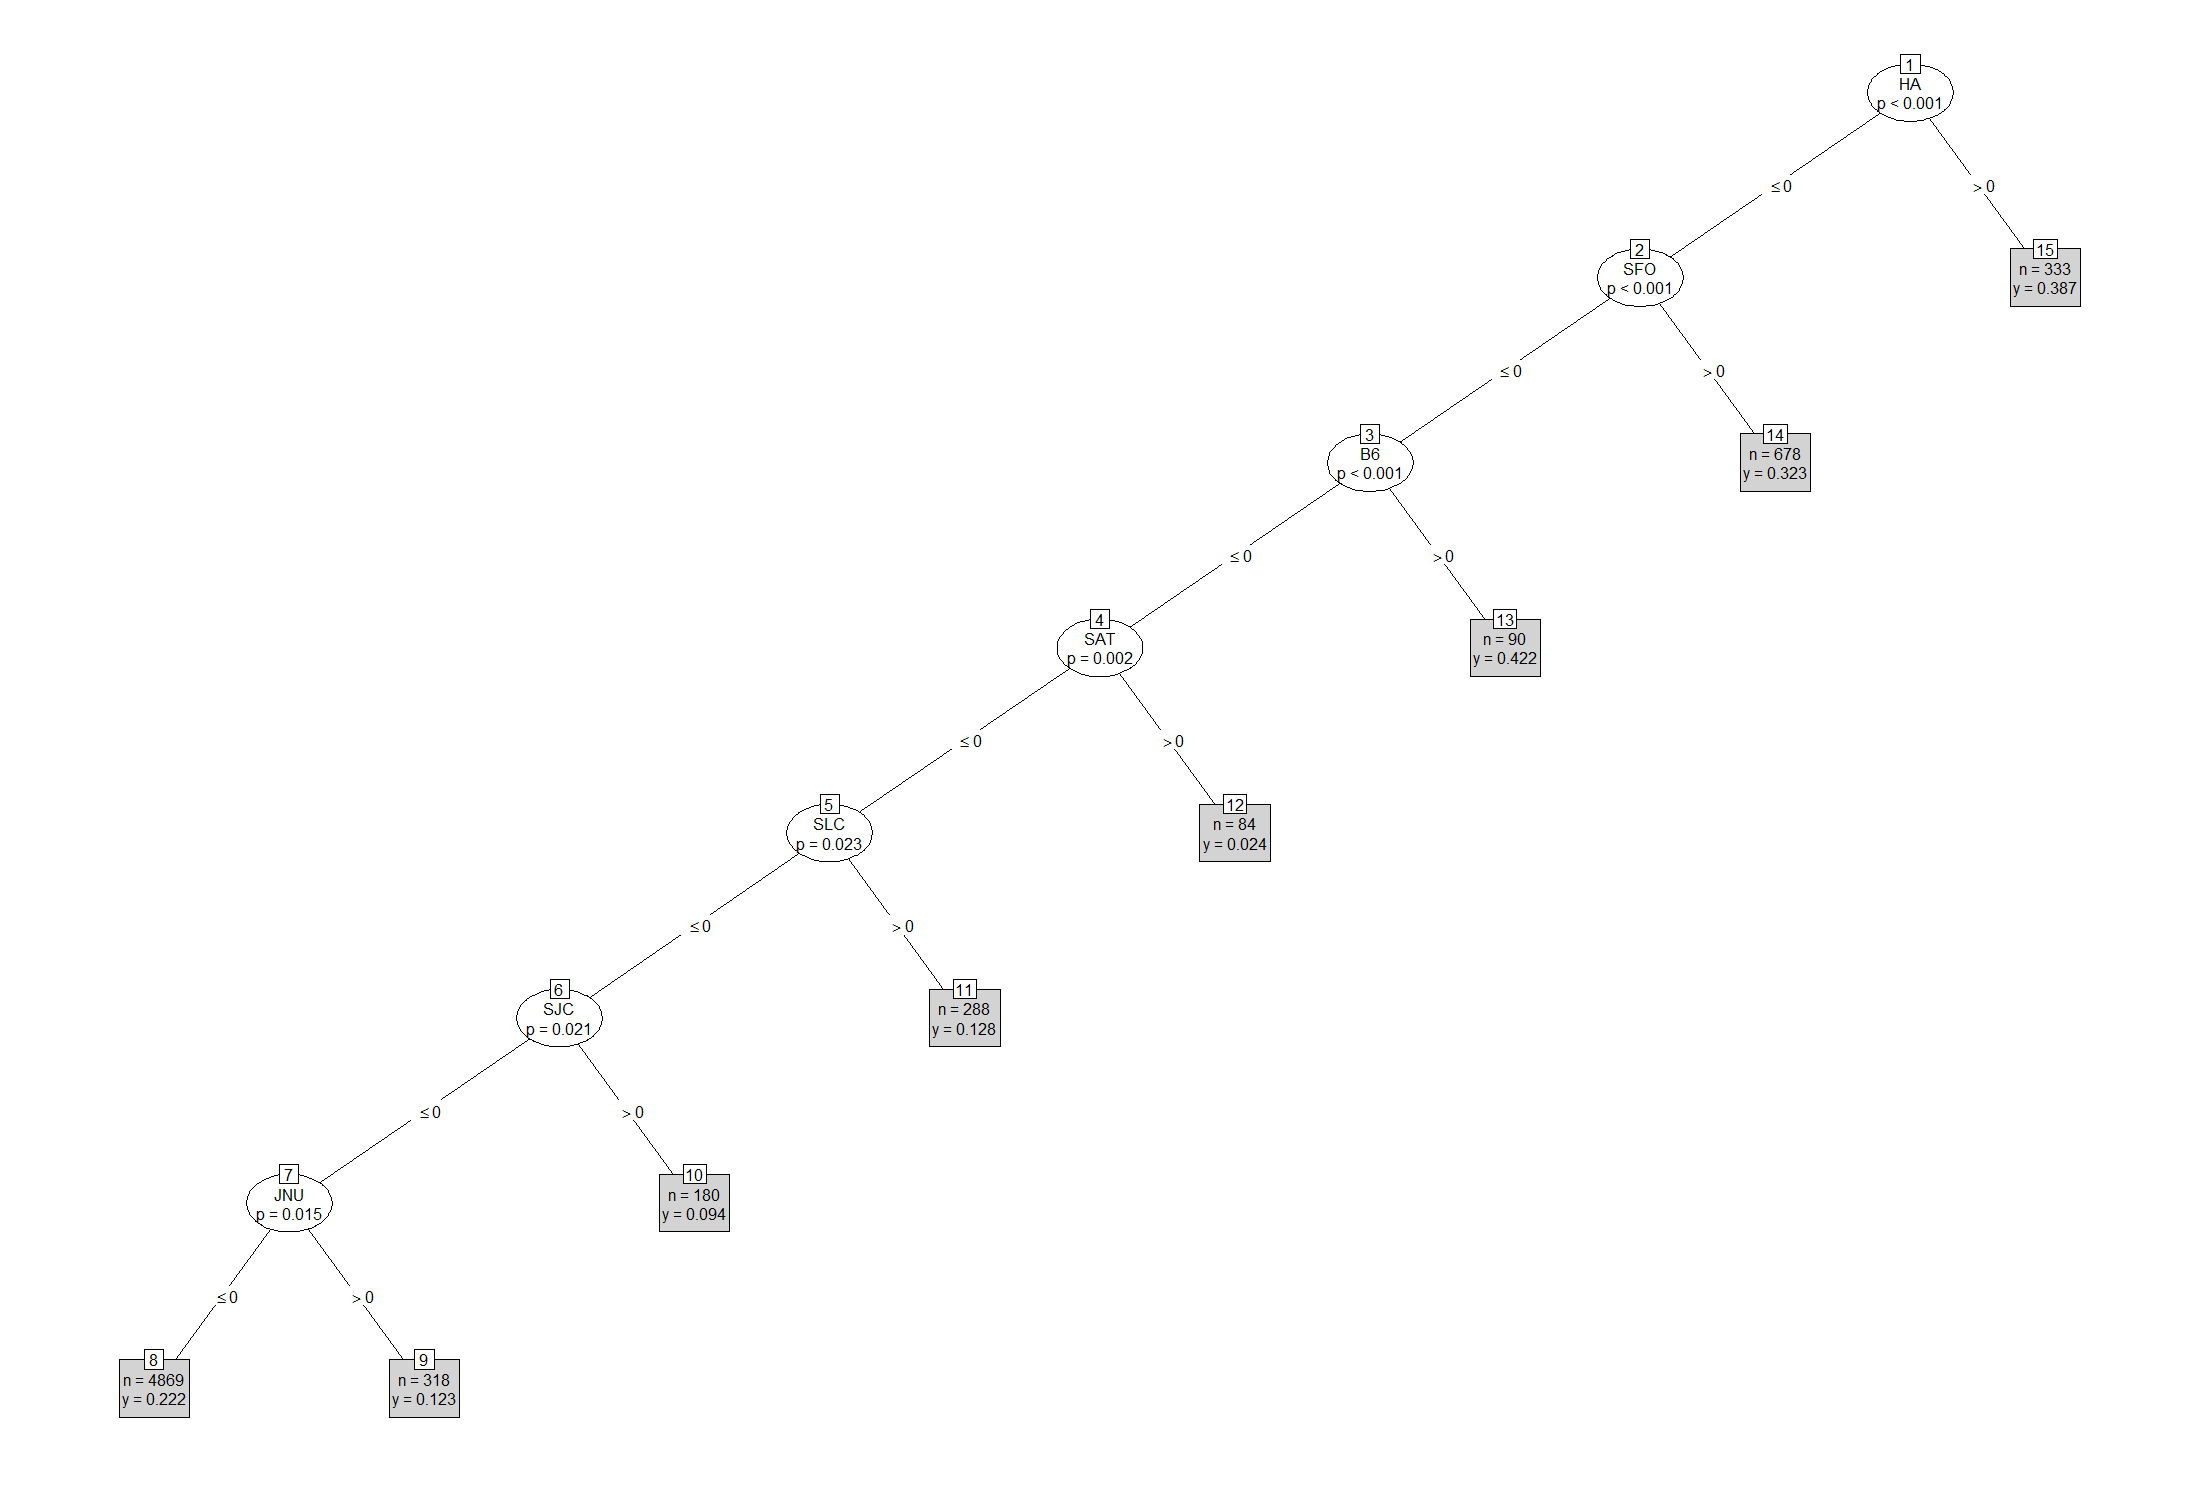 1
HA
p < 0.001
≤ 0
> 0
2
SFO
p < 0.001
15
n = 333
y = 0.387
≤ 0
> 0
3
B6
p < 0.001
14
n = 678
y = 0.323
≤ 0
> 0
4
SAT
p = 0.002
13
n = 90
y = 0.422
≤ 0
> 0
5
SLC
p = 0.023
12
n = 84
y = 0.024
≤ 0
> 0
6
SJC
p = 0.021
11
n = 288
y = 0.128
≤ 0
> 0
7
JNU
p = 0.015
10
n = 180
y = 0.094
≤ 0
> 0
8
n = 4869
y = 0.222
9
n = 318
y = 0.123